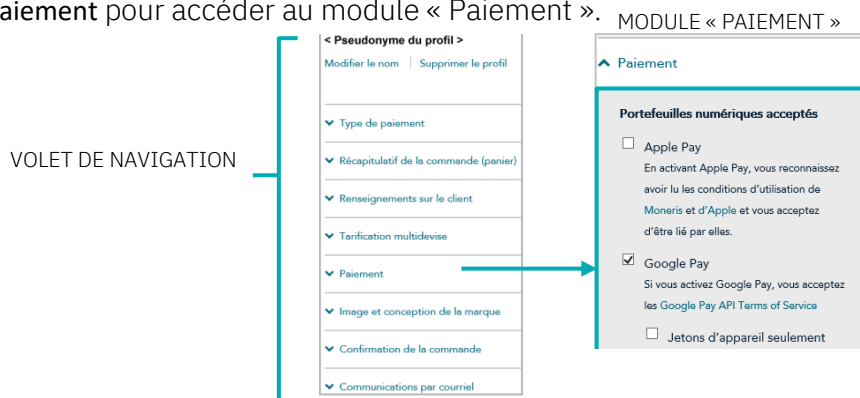 aiement pour accéder au module « Paiement ».
MODULE « PAIEMENT »
VOLET DE NAVIGATION
< Pseudonyme du profil >
Modifier le nom | Supprimer le profil
Type de paiement
Récapitulatif de la commande (panier)
Renseignements sur le client
Tarification multidevise
Paiement
Image et conception de la marque
Confirmation de la commande
Communications par courriel
Paiement
Portefeuilles numériques acceptés
Apple Pay
En activant Apple Pay, vous reconnaissez
avoir lu les conditions d'utilisation de
Moneris et d'Apple et vous acceptez
d'être lié par elles.
Google Pay
Si vous activez Google Pay, vous acceptez
les Google Pay API Terms of Service
Jetons d'appareil seulement